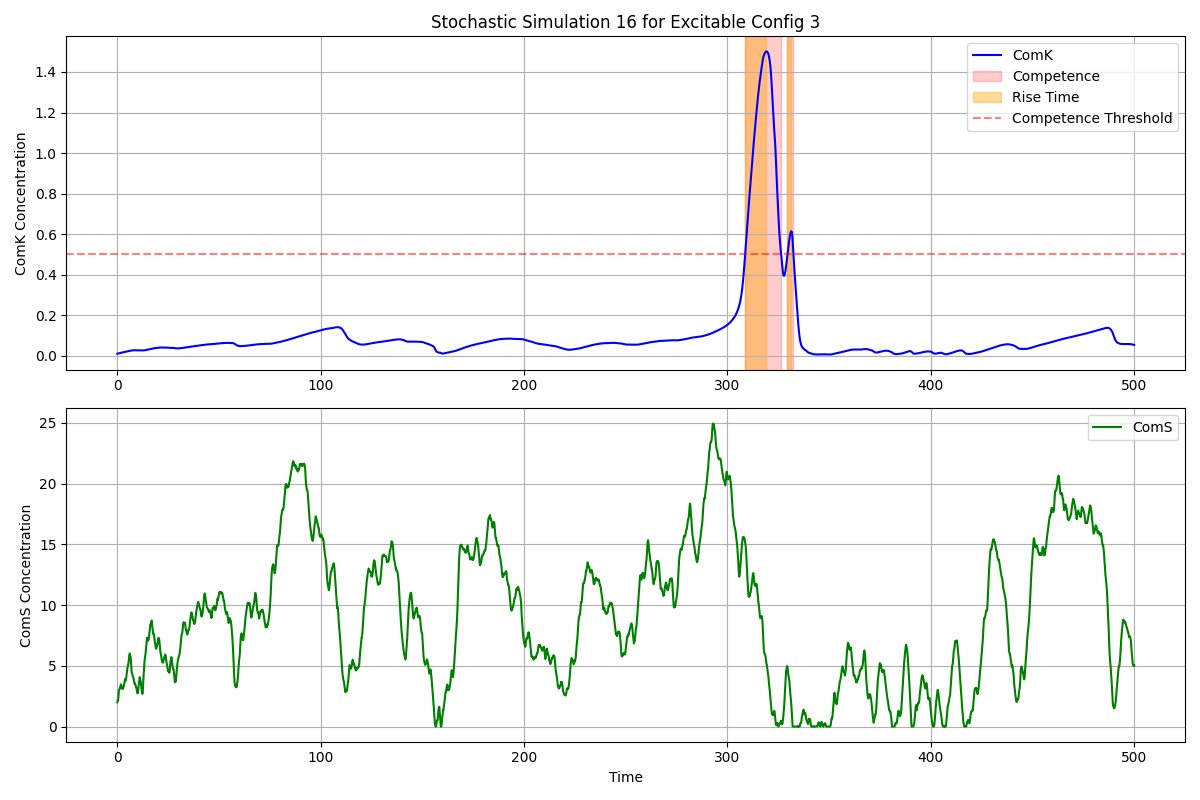 Stochastic Simulation 16 for Excitable Config 3
ComK Concentration
1.4
1.2
1.0
0.8
0.6
0.4
0.2
0.0
ComK
Competence
Rise Time
Competence Threshold
0 100 200 300 400 500
ComS Concentration
25
20
15
10
5
0
ComS
0 100 200 300 400 500
Time